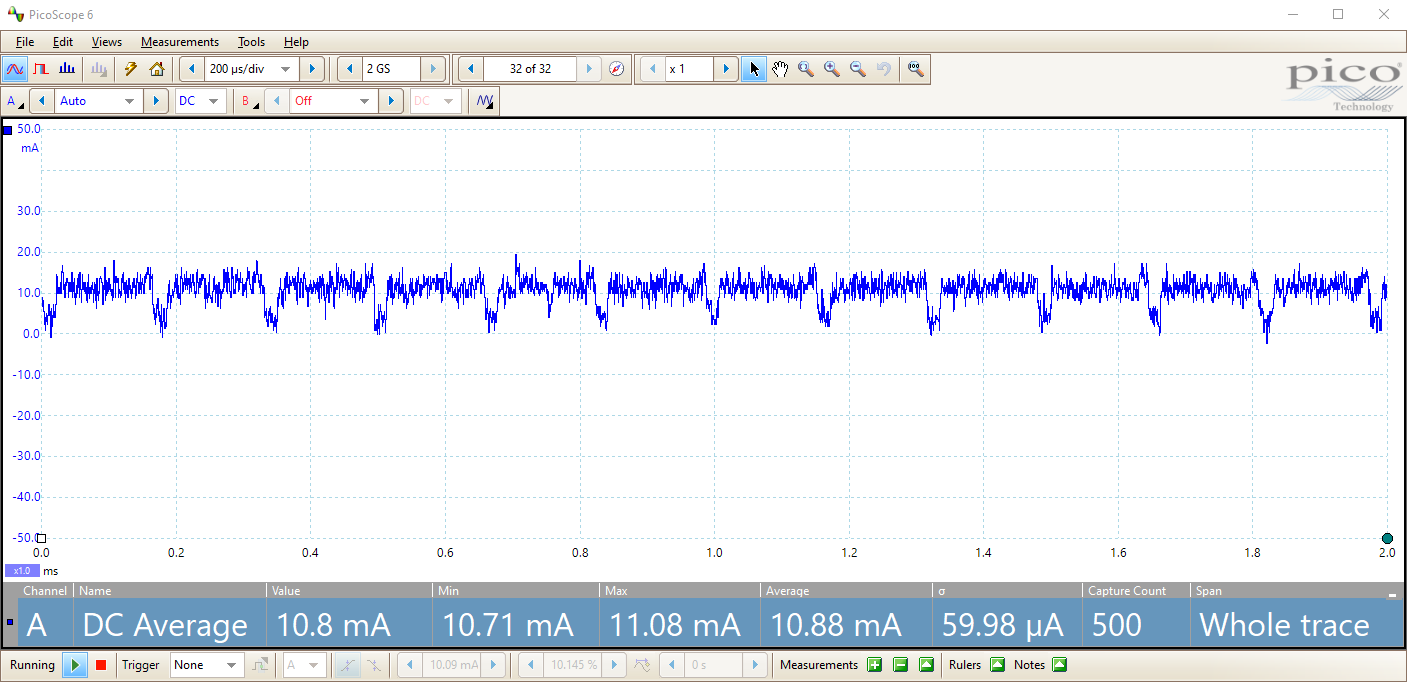 PicoScope 6
File Edit Views Measurements Tools Help
200 µs/div 2 GS 32 of 32 x 1
A Auto DC B Off DC
pico
Technology
50.0
mA
30.0
20.0
10.0
0.0
-10.0
-20.0
-30.0
-40.0
-50.0
0.0 0.2 0.4 0.6 0.8 1.0 1.2 1.4 1.6 1.8 2.0
x1.0 ms
Channel Name Value Min Max Average σ Capture Count Span
A DC Average 10.8 mA 10.71 mA 11.08 mA 10.88 mA 59.98 µA 500 Whole trace
Running Trigger None A 10.09 mA 10.145 % 0 s Measurements Rulers Notes